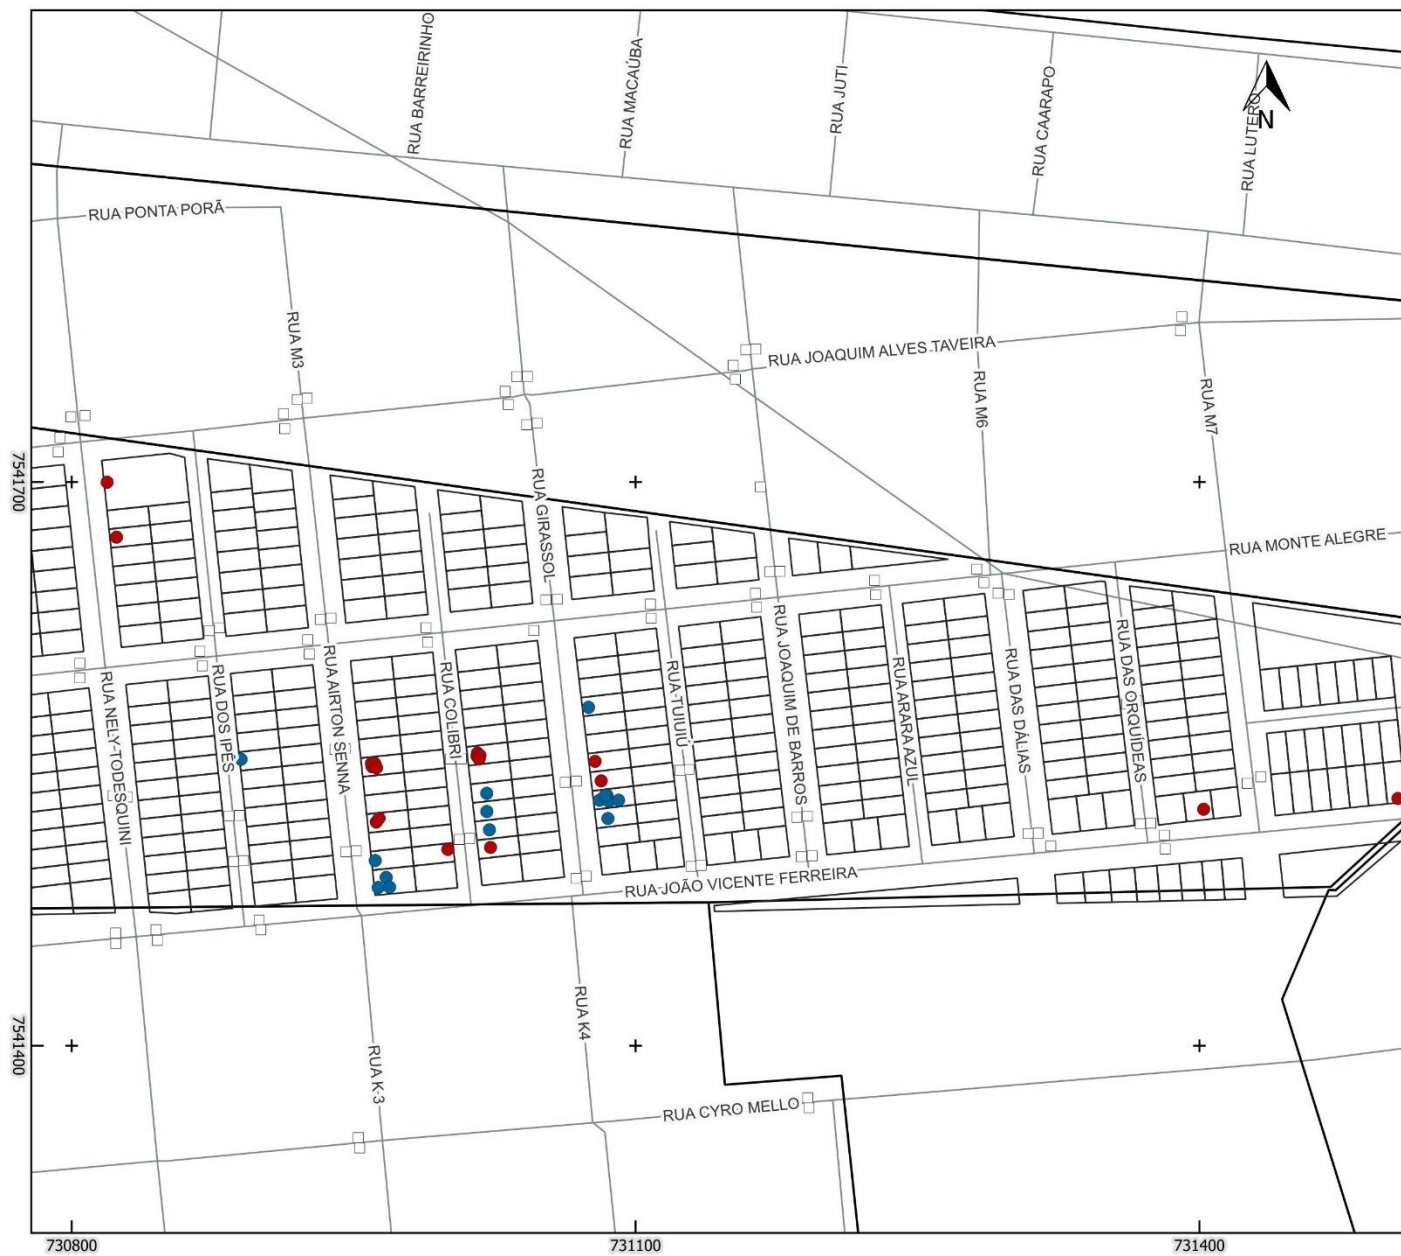 RUA BARREIRINHO
RUA MACAÚBA
RUA JUTI
RUA CAARAPO
RUA LUTERO
N
RUA PONTA PORÃ
RUA M3
RUA JOAQUIM ALVES TAVEIRA
RUA M6
RUA M7
7541700
RUA GIRASSOL
RUA MONTE ALEGRE
RUA NELY TODESQUINI
RUA DOS IPÊS
RUA AIRTON SENNA
RUA COLIBRI
RUA TUIUIÚ
RUA JOAQUIM DE BARROS
RUA ARARA AZUL
RUA DAS DÁLIAS
RUA DAS ORQUÍDEAS
RUA JOÃO VICENTE FERREIRA
7541400
RUA K-3
RUA K4
RUA CYRO MELLO
730800
731100
731400